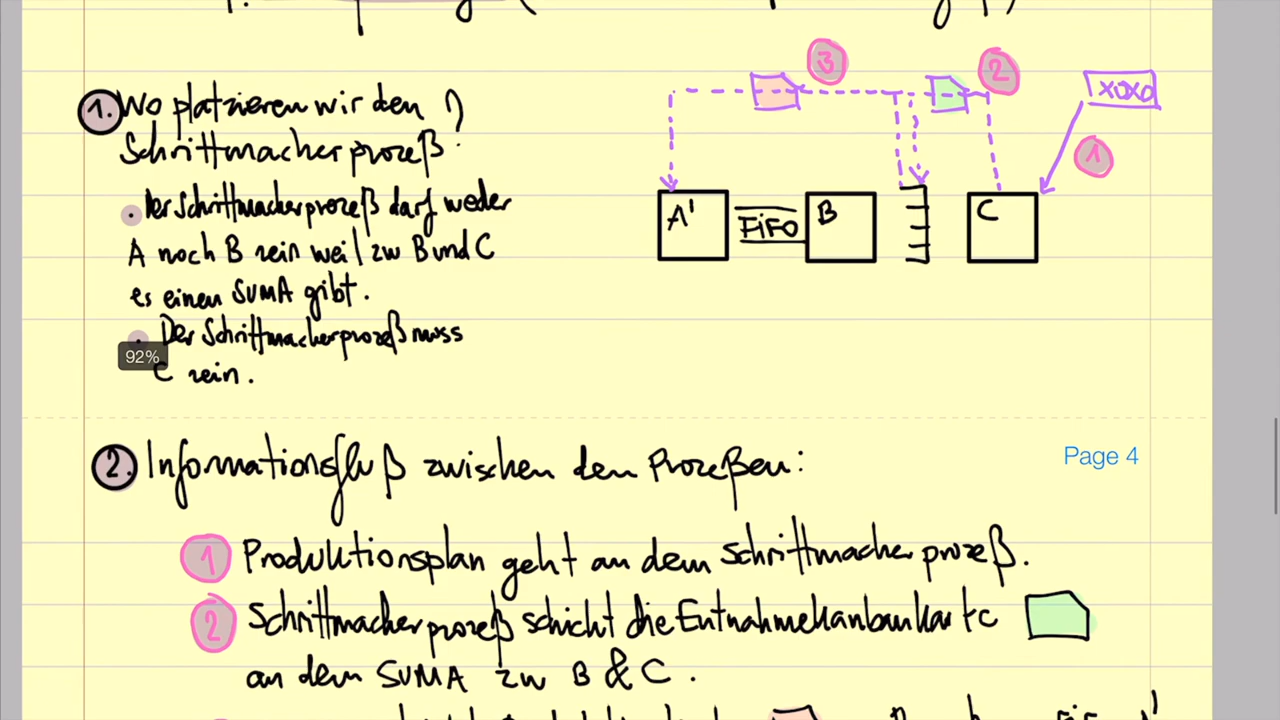 ③
②
XOXO
①
1. Wo platzieren wir den
Schrittmacherprozeß ?
• Der Schrittmacherprozeß darf weder
A noch B rein weil zw B und C
es einen SUMA gibt.
• Der Schrittmacherprozeß muss
C rein.
A'
FiFO
B
C
92%
2. Informationsfluß zwischen den Prozeßen:
Page 4
① Produktionsplan geht an dem Schrittmacherprozeß.
② Schrittmacherprozeß schickt die Entnahmekanbankarte
an dem SUMA zw B & C.